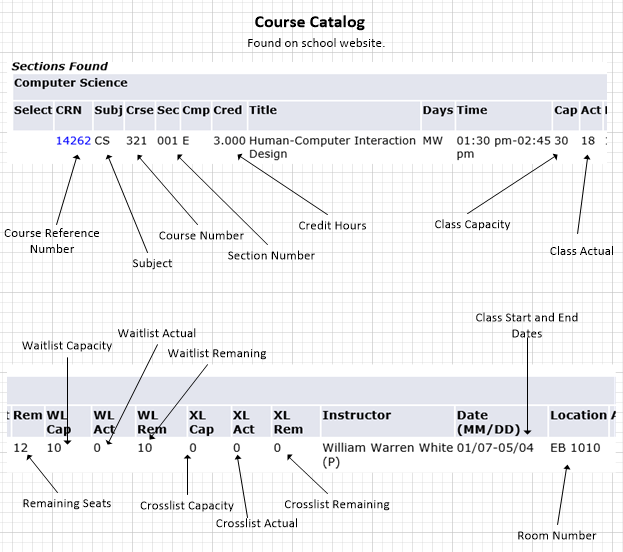 Course Catalog
Found on school website.
Sections Found
Computer Science
Select CRN Subj Crse Sec Cmp Cred Title Days Time Cap Act
14262 CS 321 001 E 3.000 Human-Computer Interaction MW 01:30 pm-02:45 30 18
Design pm
Course Reference
Number
Subject
Course Number
Section Number
Credit Hours
Class Capacity
Class Actual
Waitlist Capacity
Waitlist Actual
Waitlist Remaning
Class Start and End
Dates
Rem WL WL WL XL XL XL Instructor Date Location
Cap Act Rem Cap Act Rem (MM/DD)
12 10 0 10 0 0 0 William Warren White 01/07-05/04 EB 1010
(P)
Remaining Seats
Crosslist Capacity
Crosslist Actual
Crosslist Remaining
Room Number